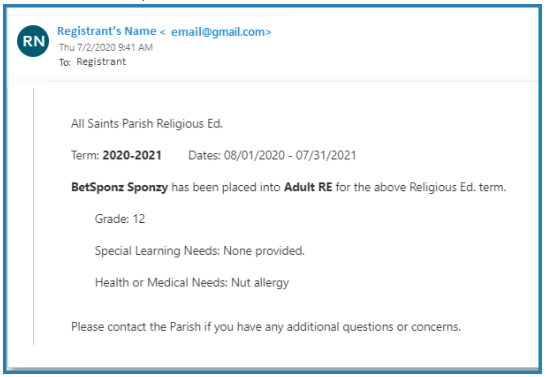 RN
Registrant's Name < email@gmail.com>
Thu 7/2/2020 9:41 AM
To: Registrant
All Saints Parish Religious Ed.
Term: 2020-2021 Dates: 08/01/2020 - 07/31/2021
BetSponz Sponzy has been placed into Adult RE for the above Religious Ed. term.
Grade: 12
Special Learning Needs: None provided.
Health or Medical Needs: Nut allergy
Please contact the Parish if you have any additional questions or concerns.